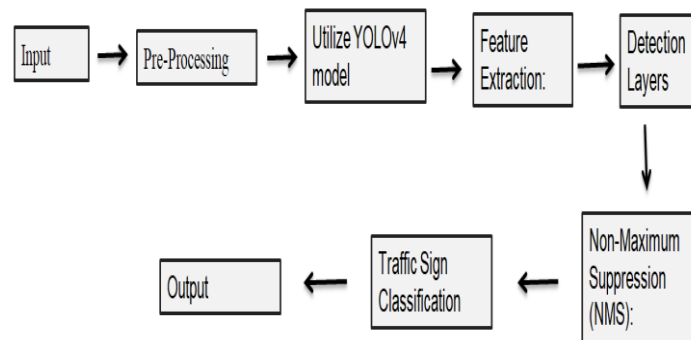 Input
Pre-Processing
Utilize YOLOv4
model
Feature
Extraction:
Detection
Layers
Non-Maximum
Suppression
(NMS):
Traffic Sign
Classification
Output